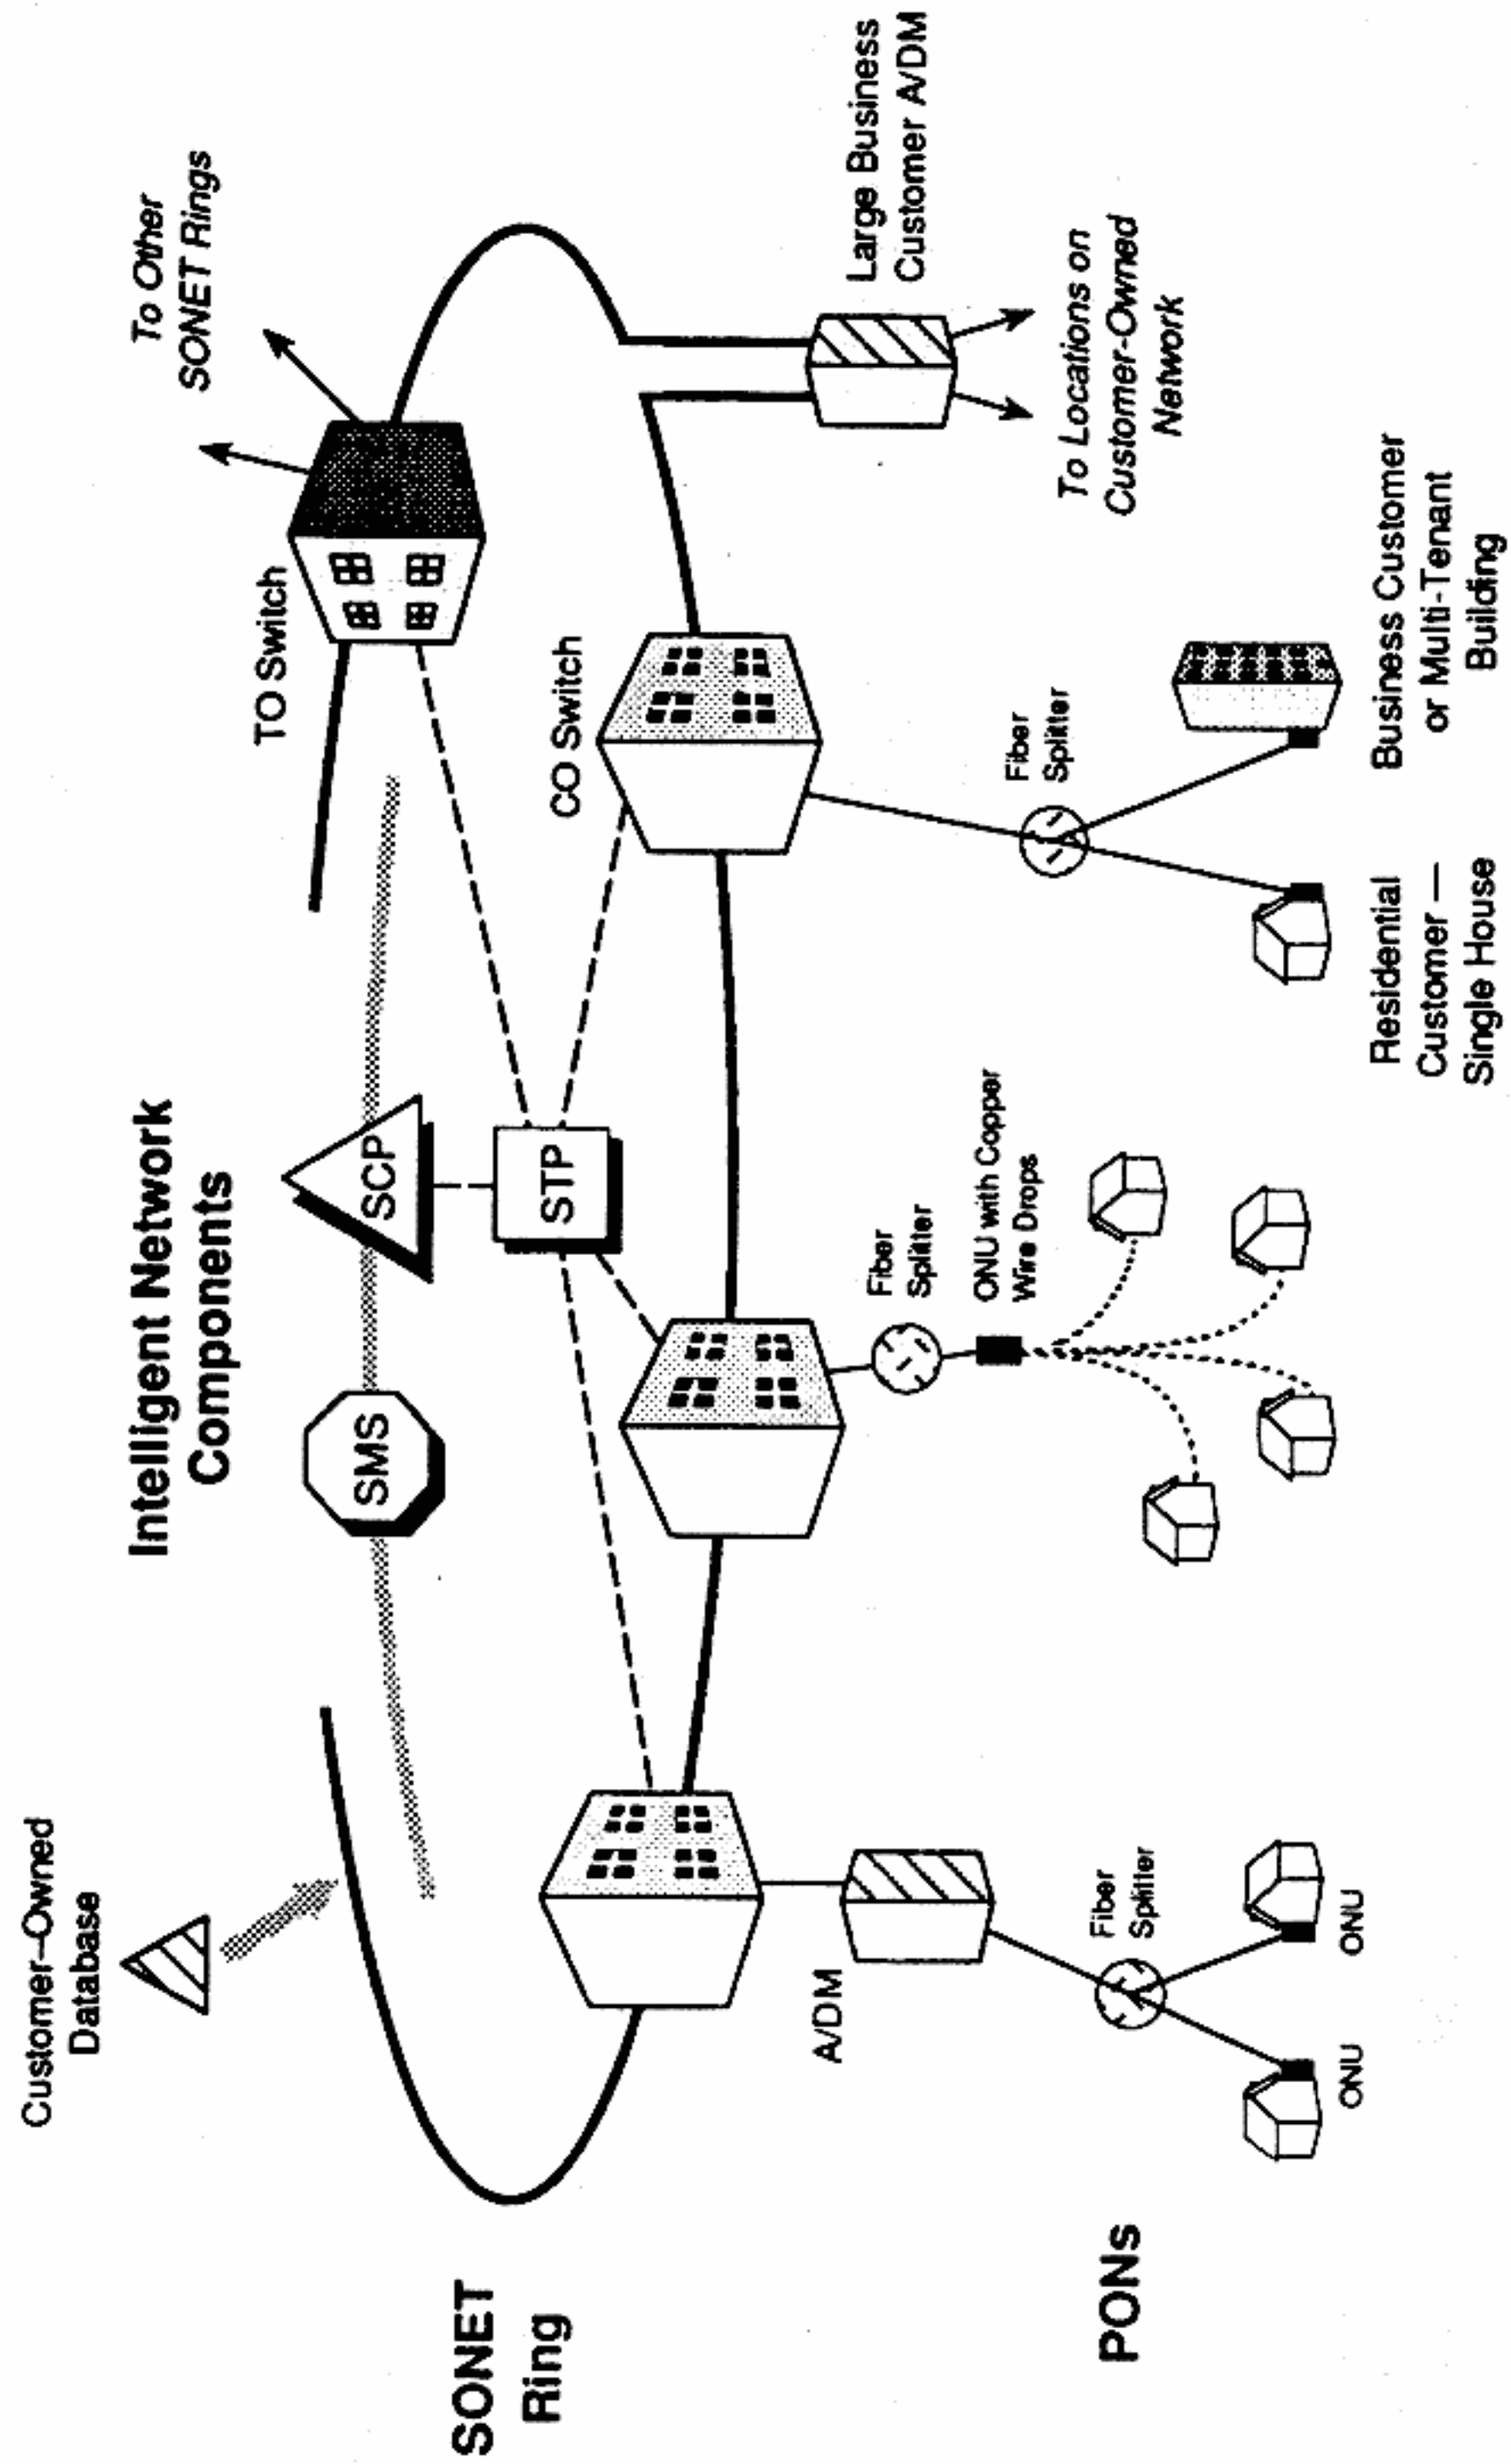 Customer-Owned
Database
Intelligent Network
Components
To Other
SONET Rings
SMS
SCP
TO Switch
STP
CO Switch
SONET
Ring
A/DM
Large Business
Customer A/DM
Fiber
Splitter
ONU with Copper
Wire Drops
Fiber
Splitter
To Locations on
Customer-Owned
Network
PONs
Fiber
Splitter
ONU
ONU
Residential
Customer —
Single House
Business Customer
or Multi-Tenant
Building